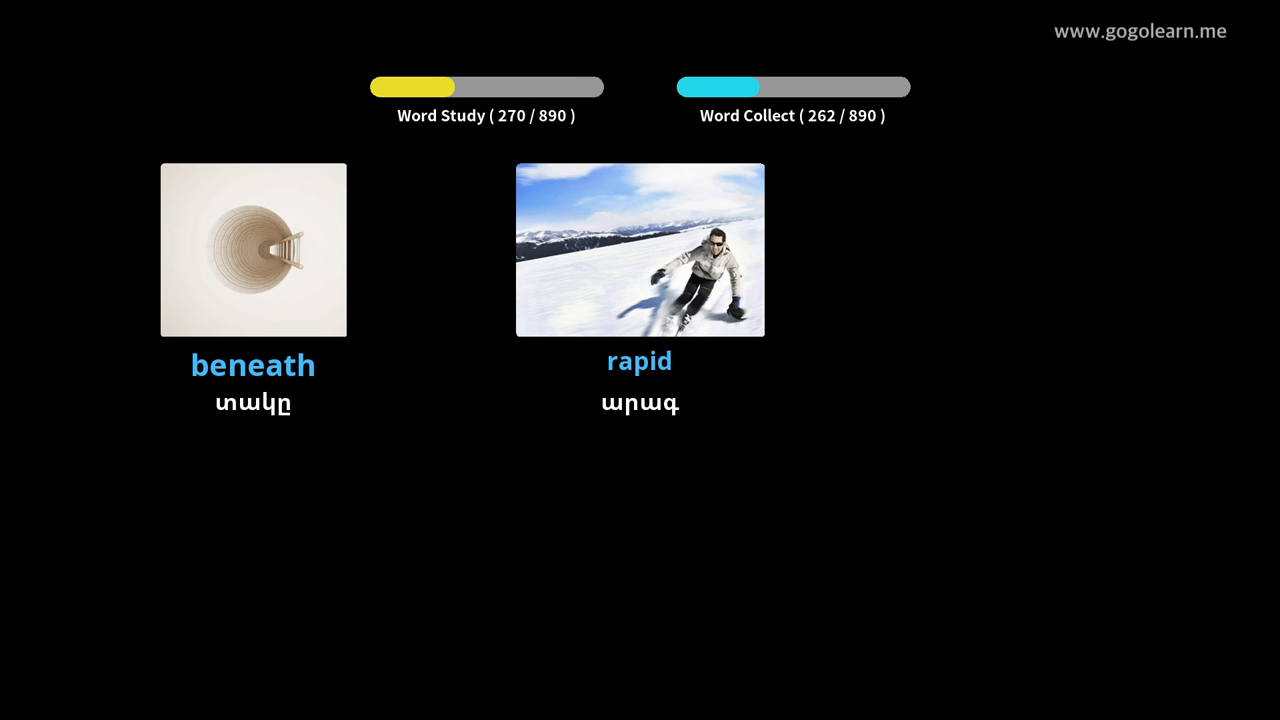 www.gogolearn.me
Word Study ( 270 / 890 )
Word Collect ( 262 / 890 )
beneath
տակը
rapid
արագ